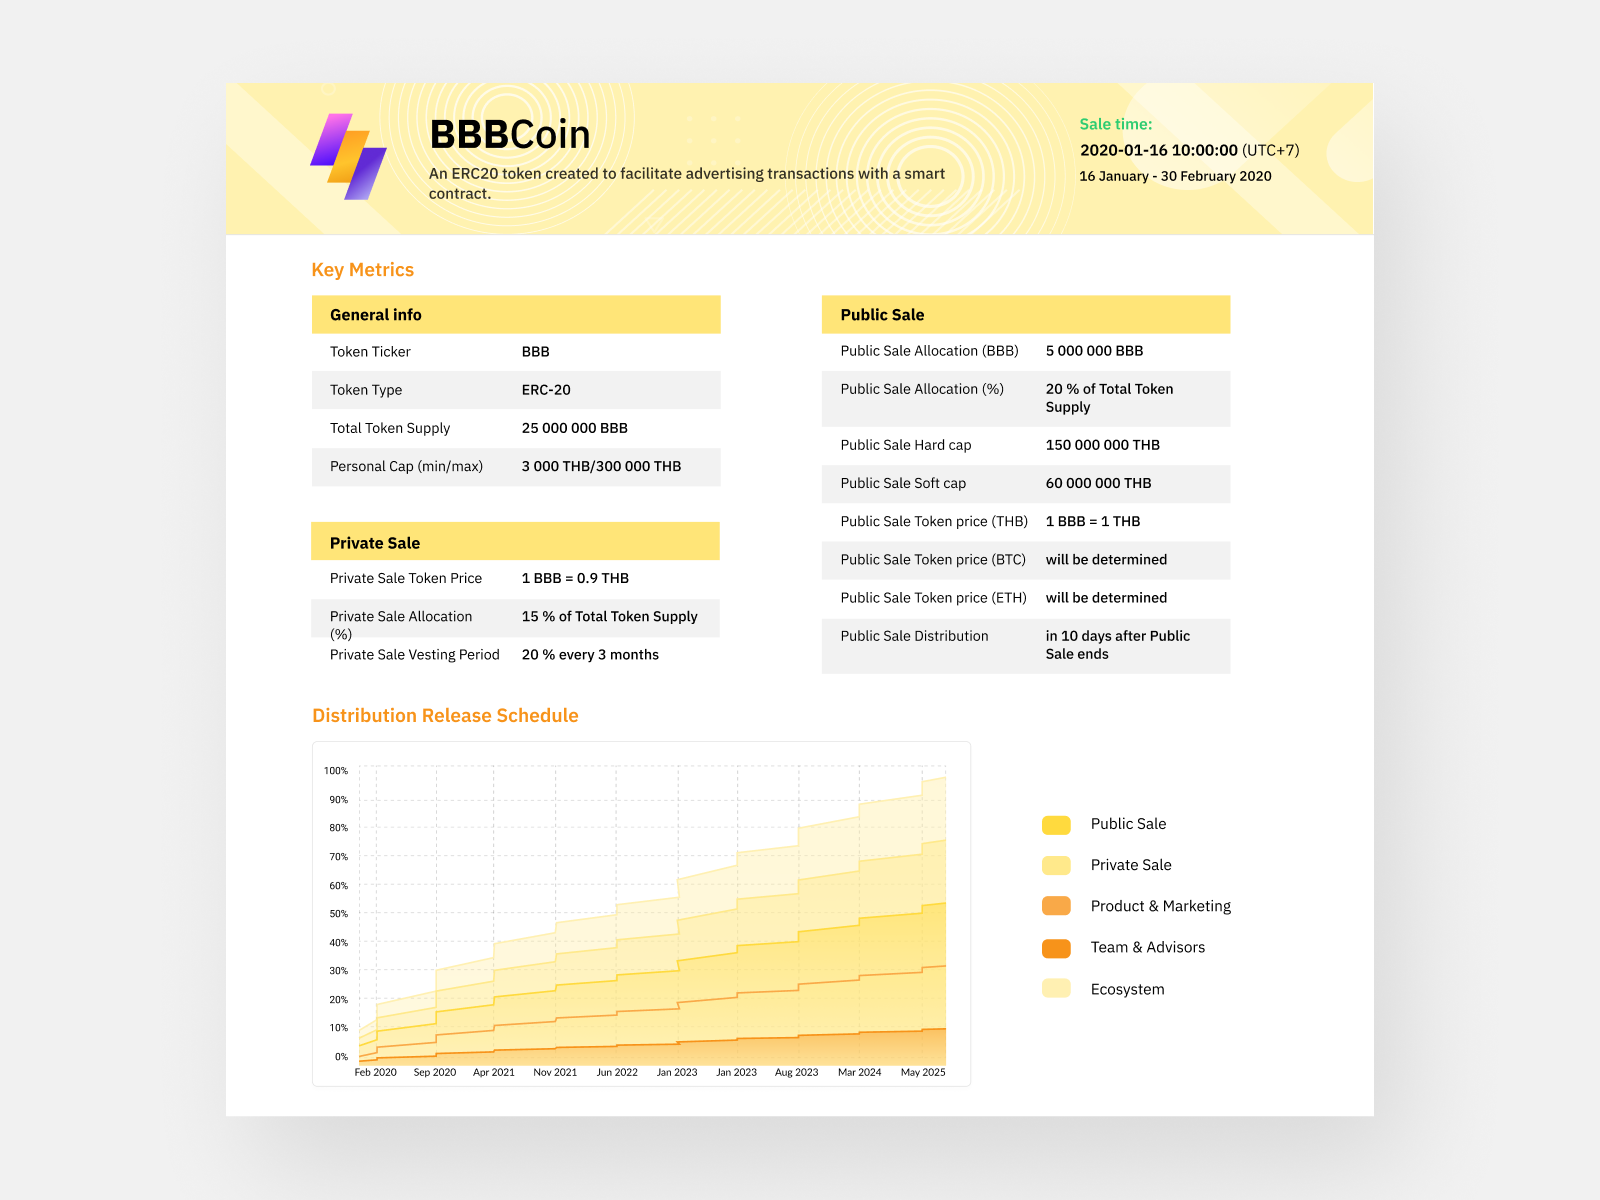 BBBCoin
An ERC20 token created to facilitate advertising transactions with a smart
contract.
Sale time:
2020-01-16 10:00:00 (UTC+7)
16 January - 30 February 2020
Key Metrics
General info
Token Ticker BBB
Token Type ERC-20
Total Token Supply 25 000 000 BBB
Personal Cap (min/max) 3 000 THB/300 000 THB
Private Sale
Private Sale Token Price 1 BBB = 0.9 THB
Private Sale Allocation 15 % of Total Token Supply
(%)
Private Sale Vesting Period 20 % every 3 months
Public Sale
Public Sale Allocation (BBB) 5 000 000 BBB
Public Sale Allocation (%) 20 % of Total Token
Supply
Public Sale Hard cap 150 000 000 THB
Public Sale Soft cap 60 000 000 THB
Public Sale Token price (THB) 1 BBB = 1 THB
Public Sale Token price (BTC) will be determined
Public Sale Token price (ETH) will be determined
Public Sale Distribution in 10 days after Public
Sale ends
Distribution Release Schedule
100%
90%
80%
70%
60%
50%
40%
30%
20%
10%
0%
Feb 2020 Sep 2020 Apr 2021 Nov 2021 Jun 2022 Jan 2023 Jan 2023 Aug 2023 Mar 2024 May 2025
Public Sale
Private Sale
Product & Marketing
Team & Advisors
Ecosystem